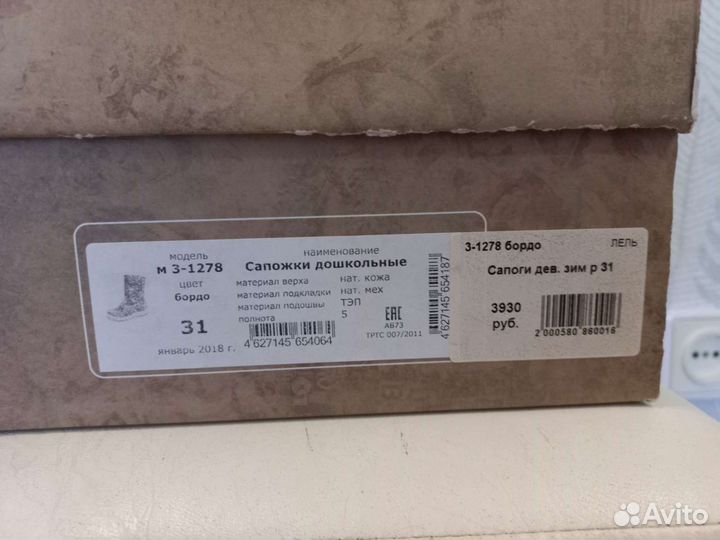 модель
м 3-1278
цвет
бордо
31
январь 2018 г.
наименование
Сапожки дошкольные
материал верха нат. кожа
материал подкладки нат. мех
материал подошвы ТЭП
полнота 5
4 627145 654064
ЕАС
АБ73
ТРТС 007/2011
4 627145 654187
3-1278 бордо ЛЕЛЬ
Сапоги дев. зим р 31
3930
руб.
2 000580 860016
Avito